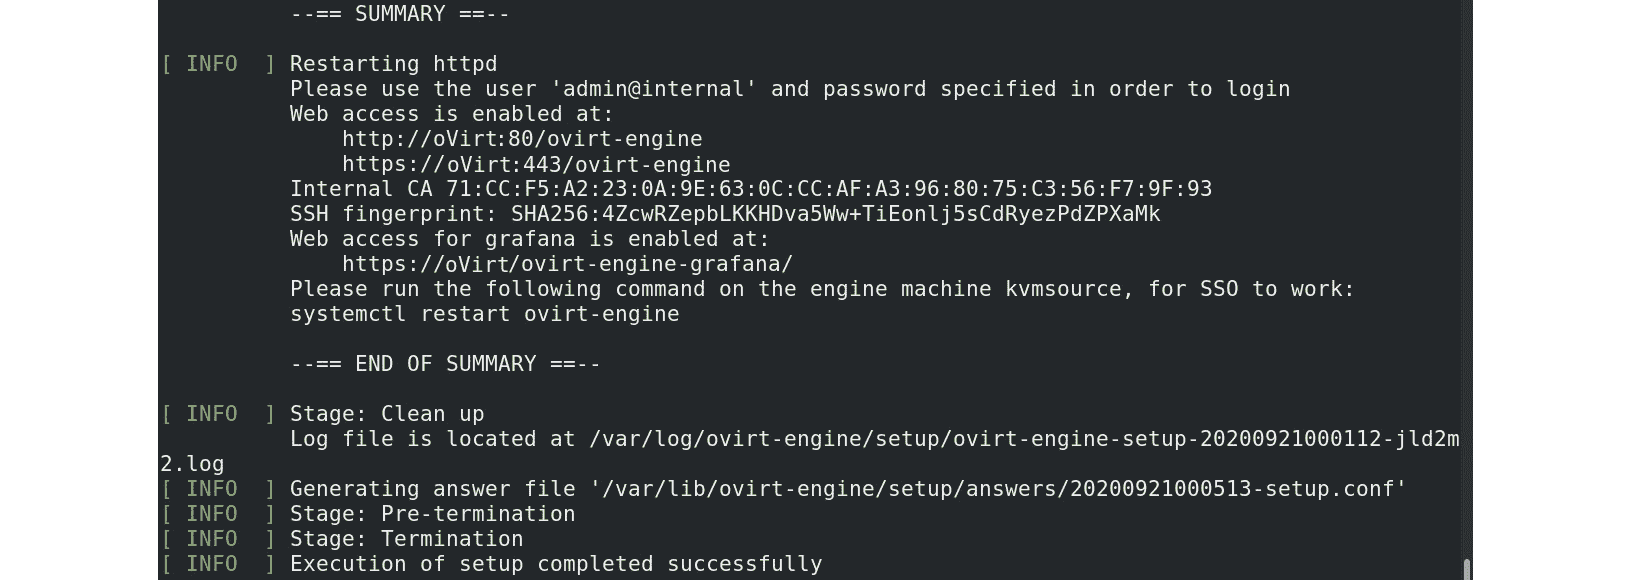 --== SUMMARY ==--
[ INFO  ] Restarting httpd
Please use the user 'admin@internal' and password specified in order to login
Web access is enabled at:
http://oVirt:80/ovirt-engine
https://oVirt:443/ovirt-engine
Internal CA 71:CC:F5:A2:23:0A:9E:63:0C:CC:AF:A3:96:80:75:C3:56:F7:9F:93
SSH fingerprint: SHA256:4ZcwRZepbLKKHDva5Ww+TiEonlj5sCdRyezPdZPXaMk
Web access for grafana is enabled at:
https://oVirt/ovirt-engine-grafana/
Please run the following command on the engine machine kvmsource, for SSO to work:
systemctl restart ovirt-engine
--== END OF SUMMARY ==--
[ INFO  ] Stage: Clean up
Log file is located at /var/log/ovirt-engine/setup/ovirt-engine-setup-20200921000112-jld2m
2.log
[ INFO  ] Generating answer file '/var/lib/ovirt-engine/setup/answers/20200921000513-setup.conf'
[ INFO  ] Stage: Pre-termination
[ INFO  ] Stage: Termination
[ INFO  ] Execution of setup completed successfully